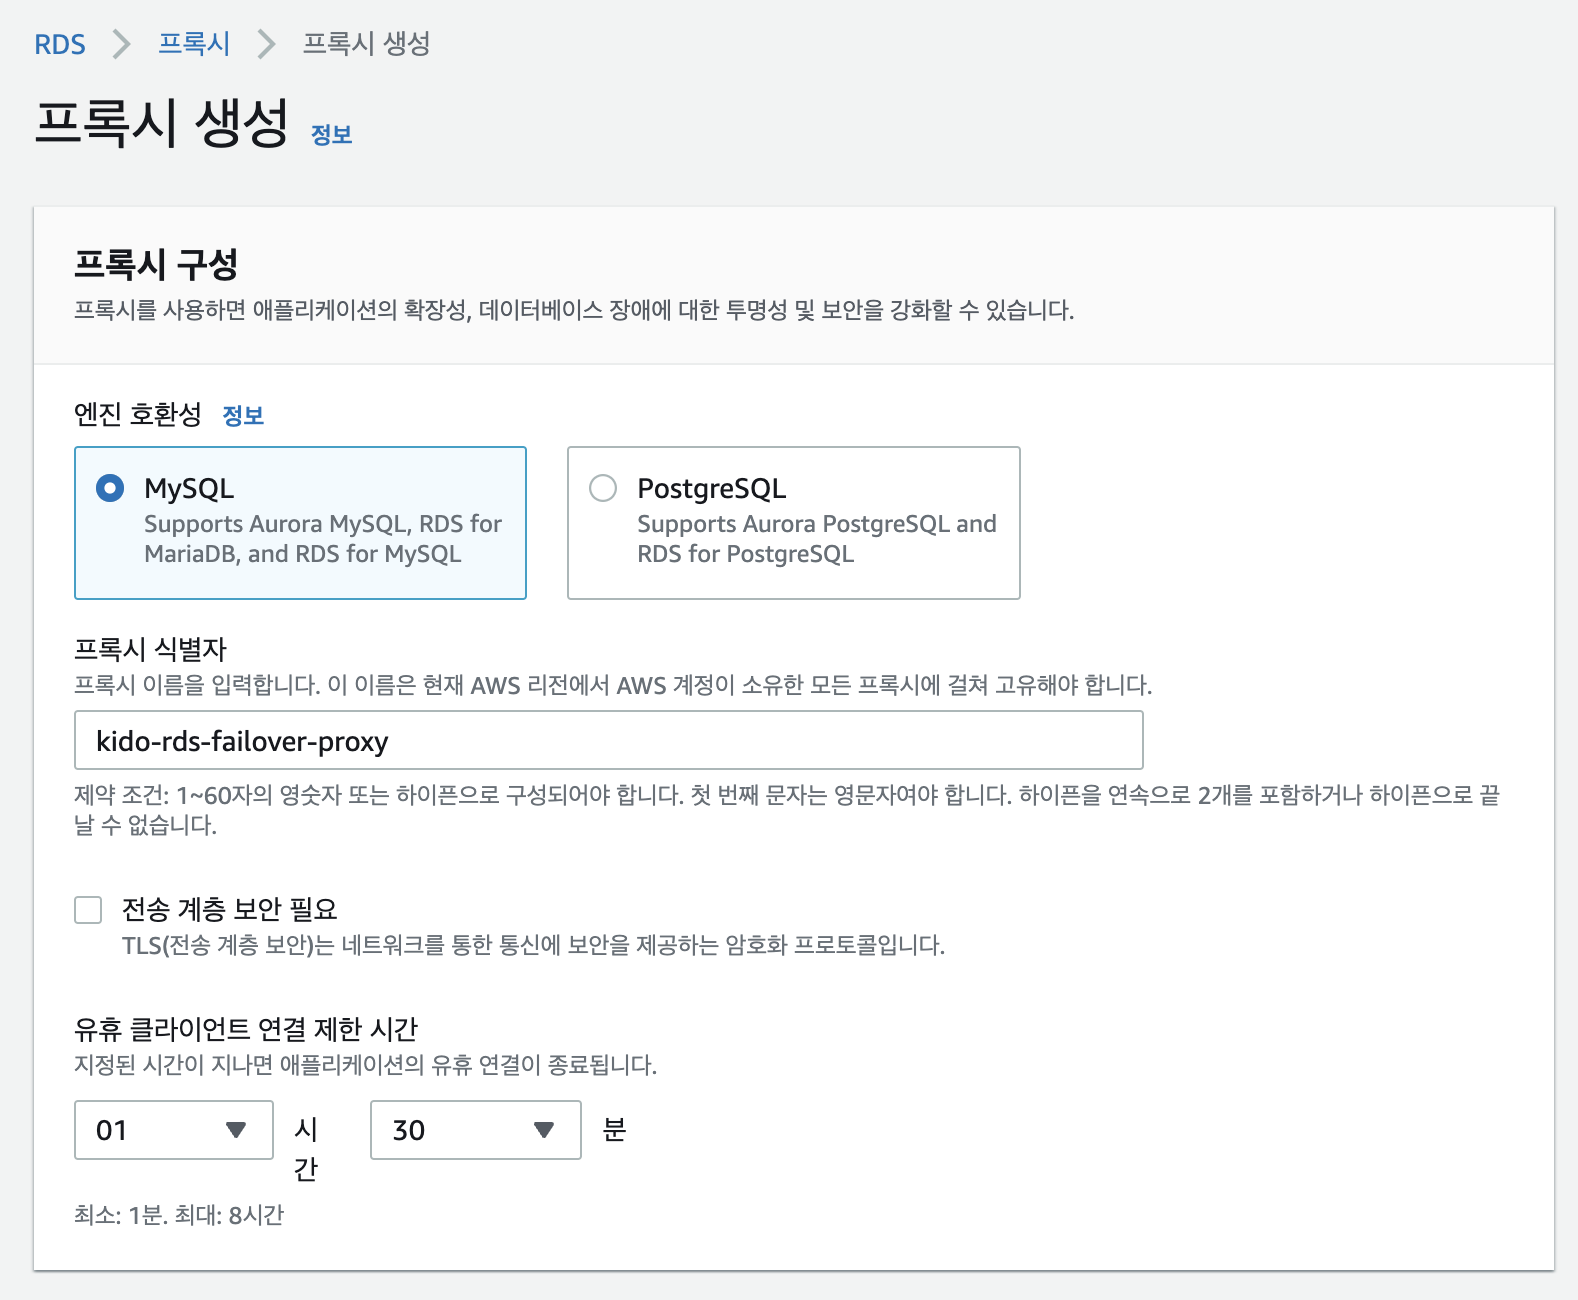 RDS 프록시 프록시 생성
프록시 생성 정보
프록시 구성
프록시를 사용하면 애플리케이션의 확장성, 데이터베이스 장애에 대한 투명성 및 보안을 강화할 수 있습니다.
엔진 호환성 정보
MySQL
Supports Aurora MySQL, RDS for
MariaDB, and RDS for MySQL
PostgreSQL
Supports Aurora PostgreSQL and
RDS for PostgreSQL
프록시 식별자
프록시 이름을 입력합니다. 이 이름은 현재 AWS 리전에서 AWS 계정이 소유한 모든 프록시에 걸쳐 고유해야 합니다.
kido-rds-failover-proxy
제약 조건: 1~60자의 영숫자 또는 하이픈으로 구성되어야 합니다. 첫 번째 문자는 영문자여야 합니다. 하이픈을 연속으로 2개를 포함하거나 하이픈으로 끝
날 수 없습니다.
전송 계층 보안 필요
TLS(전송 계층 보안)는 네트워크를 통한 통신에 보안을 제공하는 암호화 프로토콜입니다.
유휴 클라이언트 연결 제한 시간
지정된 시간이 지나면 애플리케이션의 유휴 연결이 종료됩니다.
01 시 30 분
간
최소: 1분. 최대: 8시간